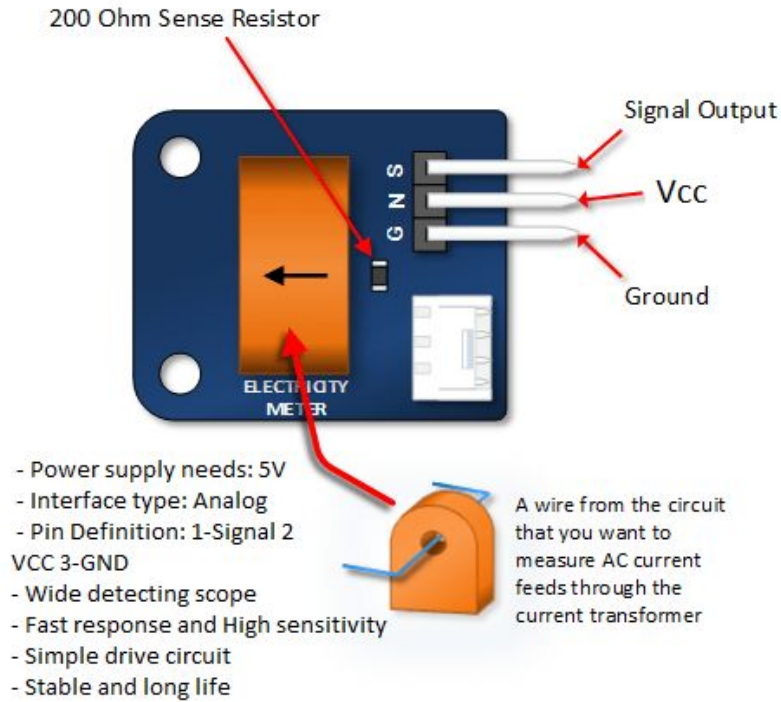 200 Ohm Sense Resistor
Signal Output
S
N
Vcc
G
Ground
ELECTRICITY
METER
- Power supply needs: 5V
- Interface type: Analog
- Pin Definition: 1-Signal 2
VCC 3-GND
- Wide detecting scope
- Fast response and High sensitivity
- Simple drive circuit
- Stable and long life
A wire from the circuit
that you want to
measure AC current
feeds through the
current transformer